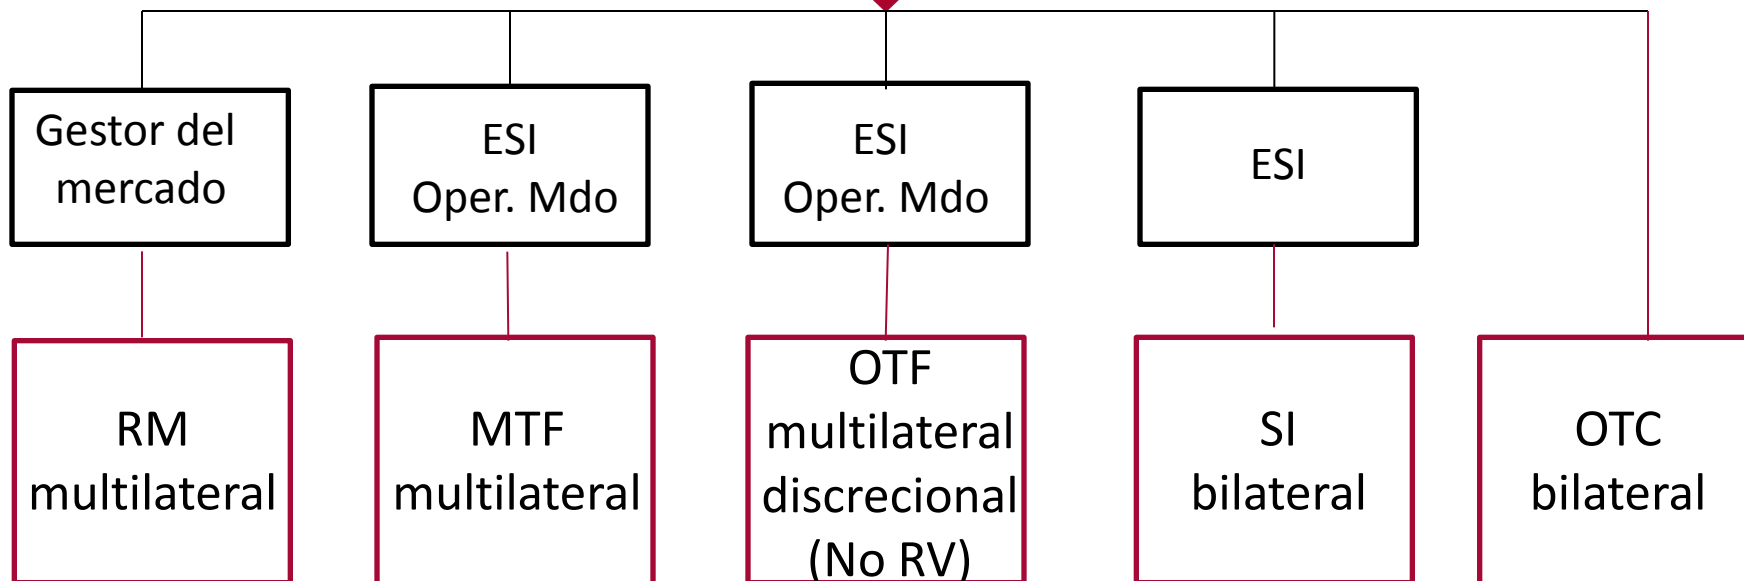 Gestor del
mercado
ESI
Oper. Mdo
ESI
Oper. Mdo
ESI
RM
multilateral
MTF
multilateral
OTF
multilateral
discrecional
(No RV)
SI
bilateral
OTC
bilateral